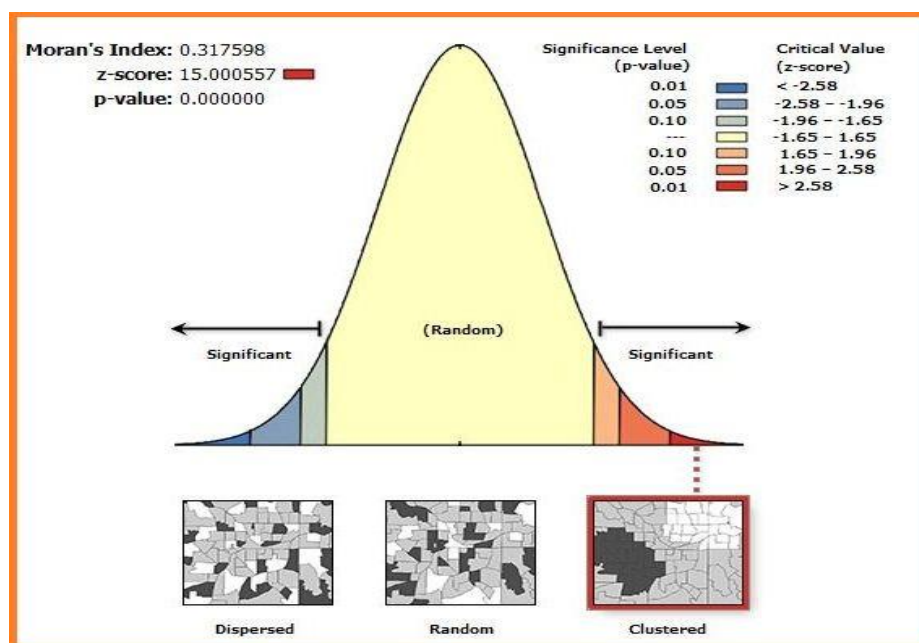 Moran's Index: 0.317598
z-score: 15.000557
p-value: 0.000000
Significance Level
(p-value)
Critical Value
(z-score)
0.01 < -2.58
0.05 -2.58 – -1.96
0.10 -1.96 – -1.65
--- -1.65 – 1.65
0.10 1.65 – 1.96
0.05 1.96 – 2.58
0.01 > 2.58
(Random)
Significant
Significant
Dispersed
Random
Clustered